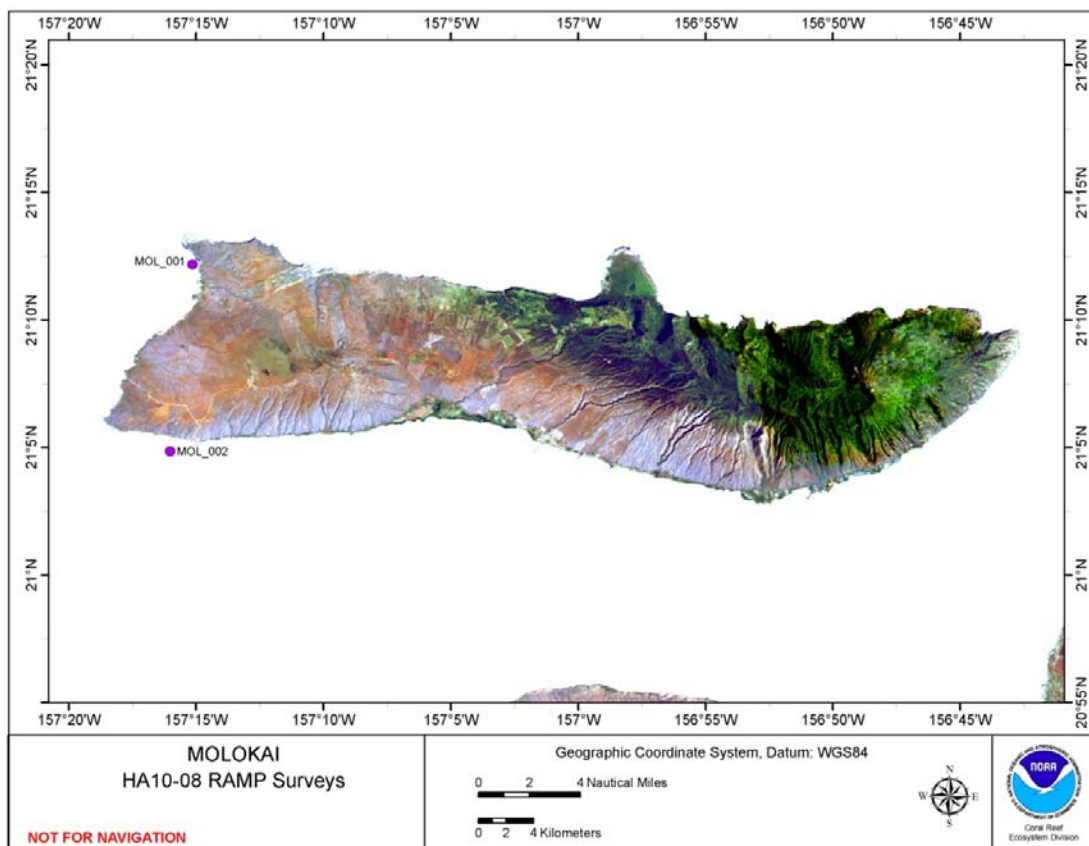 157°20'W 157°15'W 157°10'W 157°5'W 157°0'W 156°55'W 156°50'W 156°45'W
21°20'N 21°20'N
21°15'N 21°15'N
MOL_001
21°10'N 21°10'N
21°5'N 21°5'N
MOL_002
21°N 21°N
20°55'N
157°20'W 157°15'W 157°10'W 157°5'W 157°0'W 156°55'W 156°50'W 156°45'W
MOLOKAI
HA10-08 RAMP Surveys
NOT FOR NAVIGATION
Geographic Coordinate System, Datum: WGS84
0 2 4 Nautical Miles
0 2 4 Kilometers
N
W E
S
NOAA
Coral Reef
Ecosystem Division